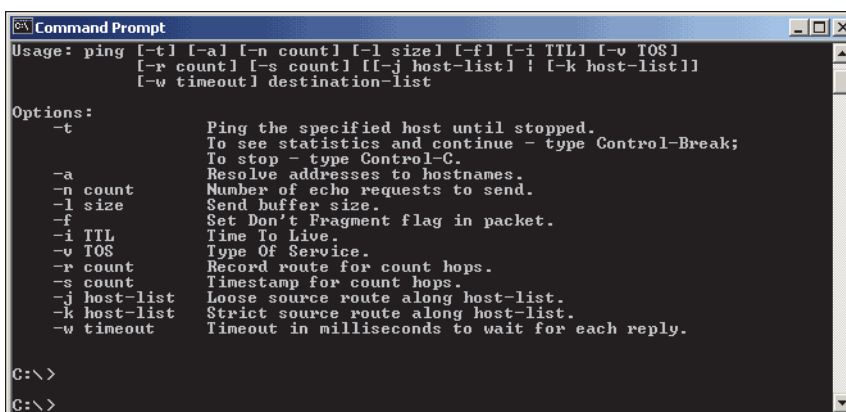 Command Prompt
Usage: ping [-t] [-a] [-n count] [-l size] [-f] [-i TTL] [-v TOS]
            [-r count] [-s count] [[-j host-list] | [-k host-list]]
            [-w timeout] destination-list

Options:
    -t             Ping the specified host until stopped.
                   To see statistics and continue - type Control-Break;
                   To stop - type Control-C.
    -a             Resolve addresses to hostnames.
    -n count       Number of echo requests to send.
    -l size        Send buffer size.
    -f             Set Don't Fragment flag in packet.
    -i TTL         Time To Live.
    -v TOS         Type Of Service.
    -r count       Record route for count hops.
    -s count       Timestamp for count hops.
    -j host-list   Loose source route along host-list.
    -k host-list   Strict source route along host-list.
    -w timeout     Timeout in milliseconds to wait for each reply.

C:\>
C:\>